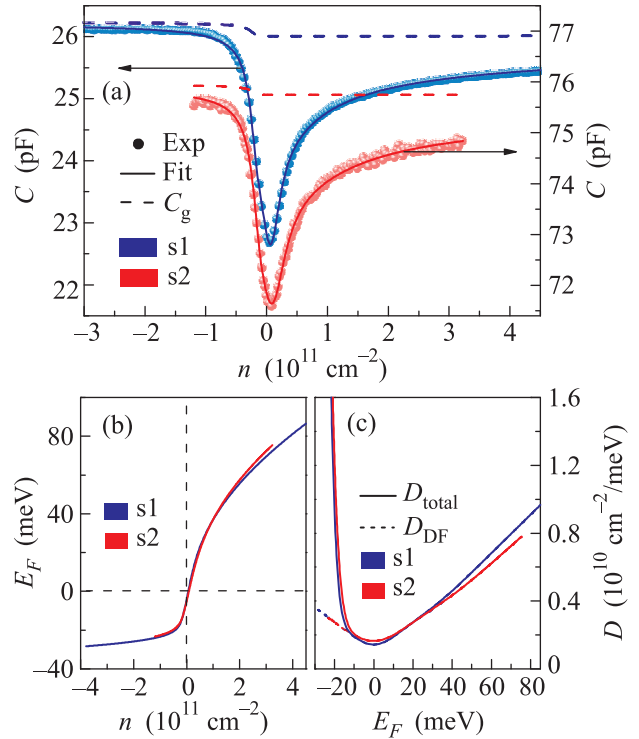 26
25
24
23
22
C (pF)
(a)
Exp
Fit
C_g
s1
s2
77
76
75
74
73
72
71
C (pF)
−3 −2 −1 0 1 2 3 4
n (10^11 cm^−2)
80
40
0
−40
E_F (meV)
(b)
s1
s2
−4 0 4
n (10^11 cm^−2)
(c)
D_total
D_DF
s1
s2
1.6
1.2
0.8
0.4
0
D (10^10 cm^−2/meV)
−20 0 20 40 60 80
E_F (meV)